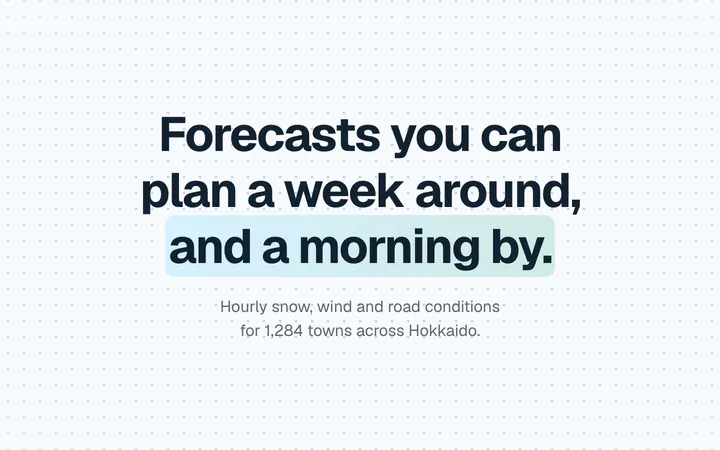 Forecasts you can
plan a week around,
and a morning by.
Hourly snow, wind and road conditions
for 1,284 towns across Hokkaido.